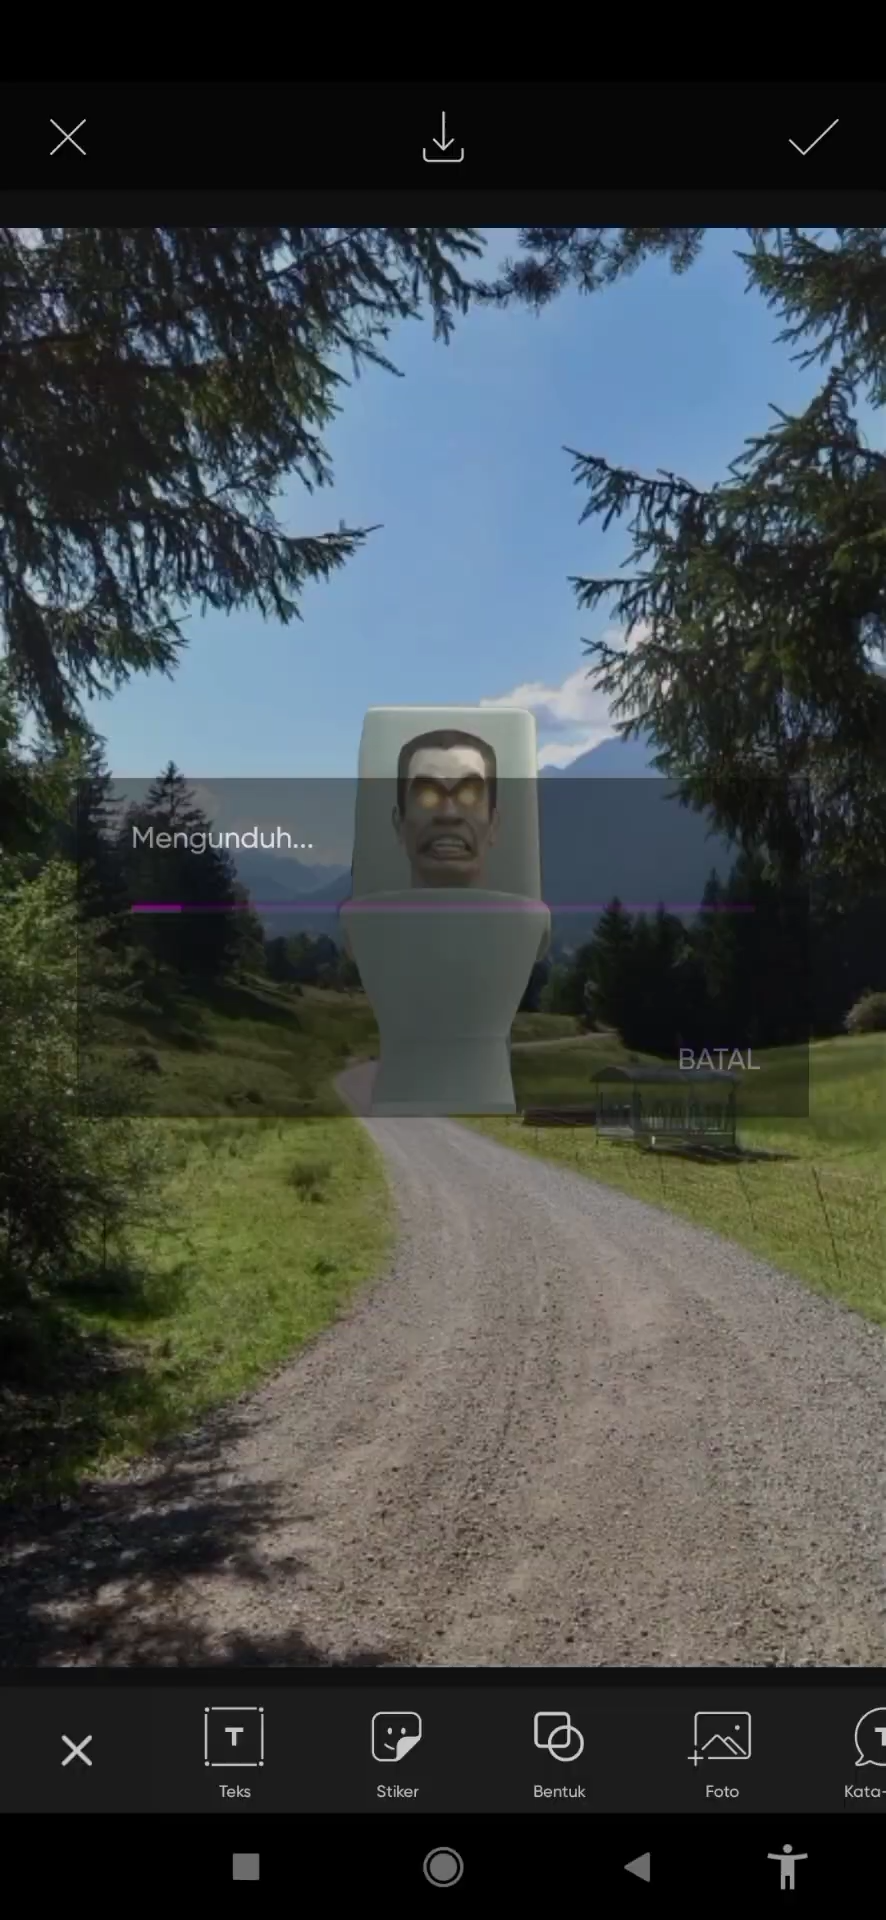 Mengunduh...
BATAL
Teks
Stiker
Bentuk
Foto
Kata-